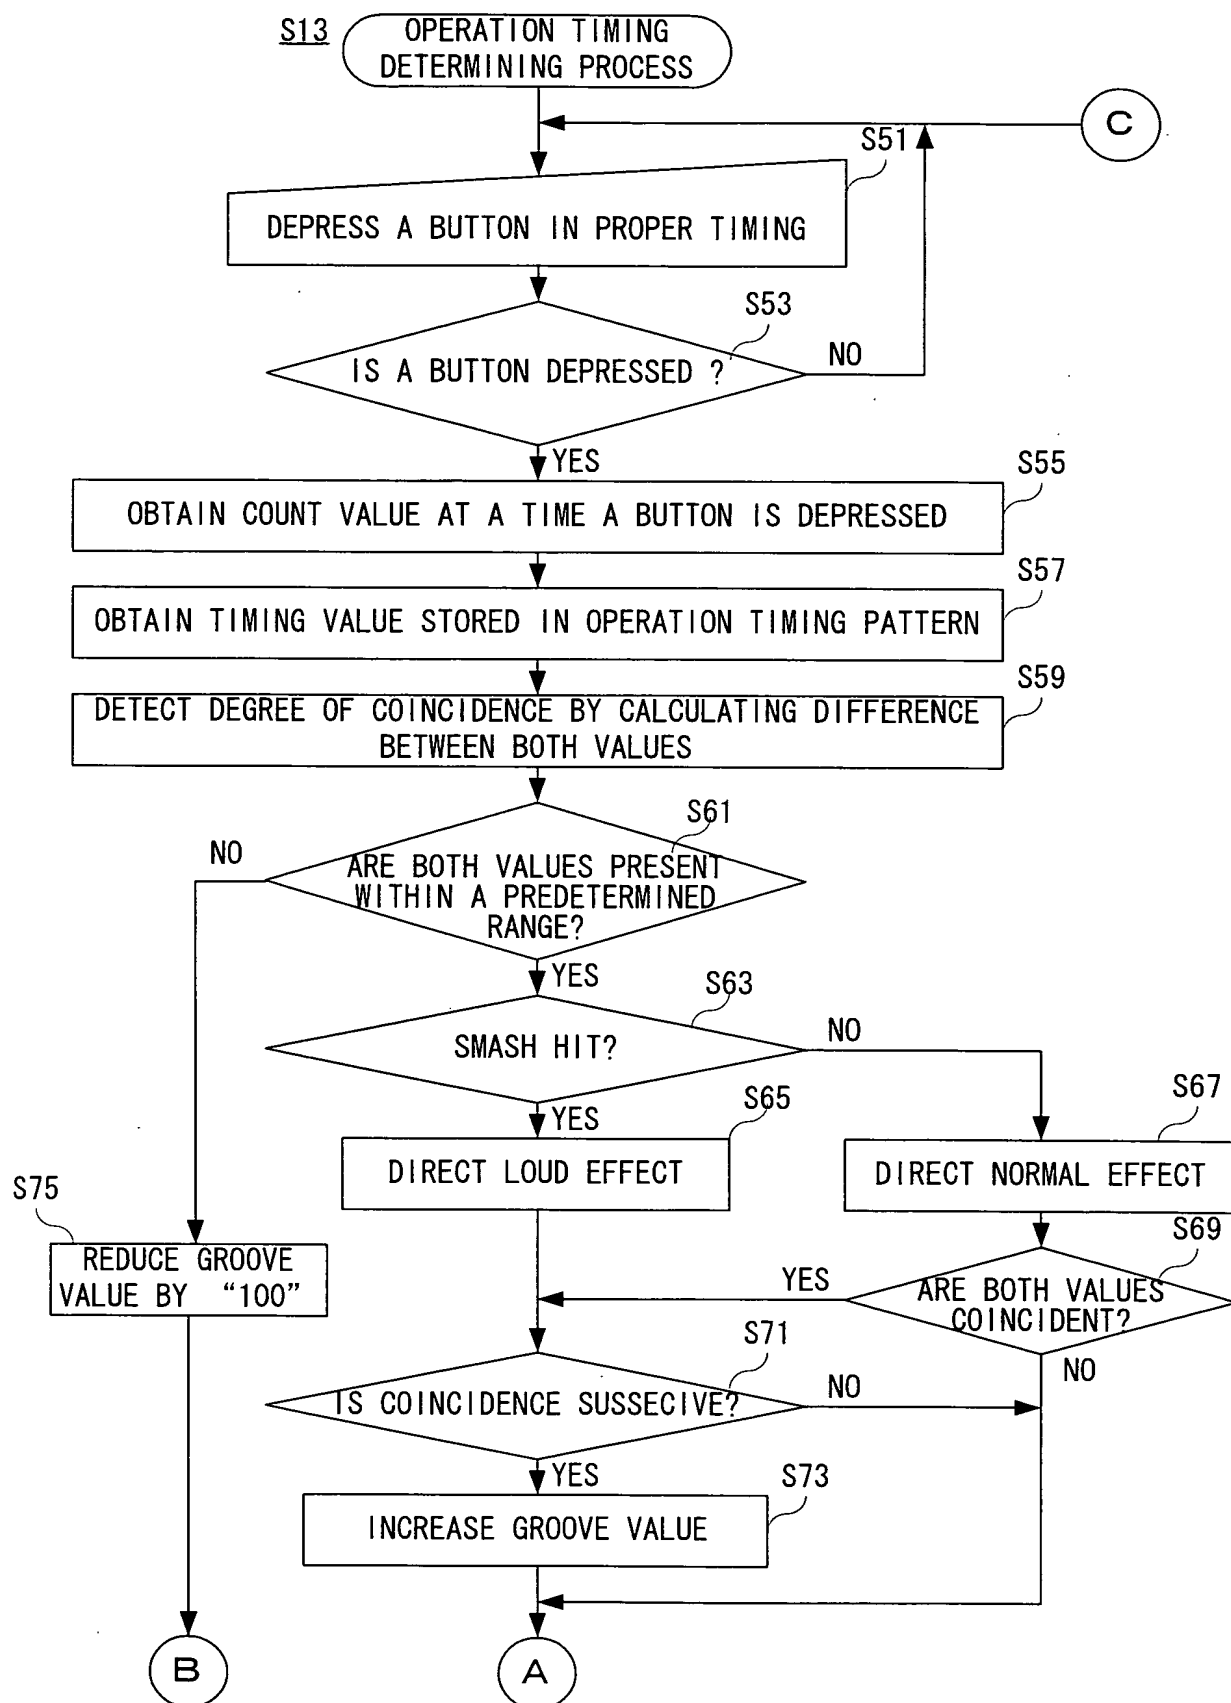 S13
OPERATION TIMING
DETERMINING PROCESS
C
S51
DEPRESS A BUTTON IN PROPER TIMING
S53
IS A BUTTON DEPRESSED ?
NO
YES
S55
OBTAIN COUNT VALUE AT A TIME A BUTTON IS DEPRESSED
S57
OBTAIN TIMING VALUE STORED IN OPERATION TIMING PATTERN
S59
DETECT DEGREE OF COINCIDENCE BY CALCULATING DIFFERENCE
BETWEEN BOTH VALUES
S61
NO
ARE BOTH VALUES PRESENT
WITHIN A PREDETERMINED
RANGE?
YES
S63
SMASH HIT?
NO
YES
S65
DIRECT LOUD EFFECT
S67
DIRECT NORMAL EFFECT
S75
REDUCE GROOVE
VALUE BY “100”
S69
YES
ARE BOTH VALUES
COINCIDENT?
NO
S71
IS COINCIDENCE SUSSECIVE?
NO
YES
S73
INCREASE GROOVE VALUE
B
A